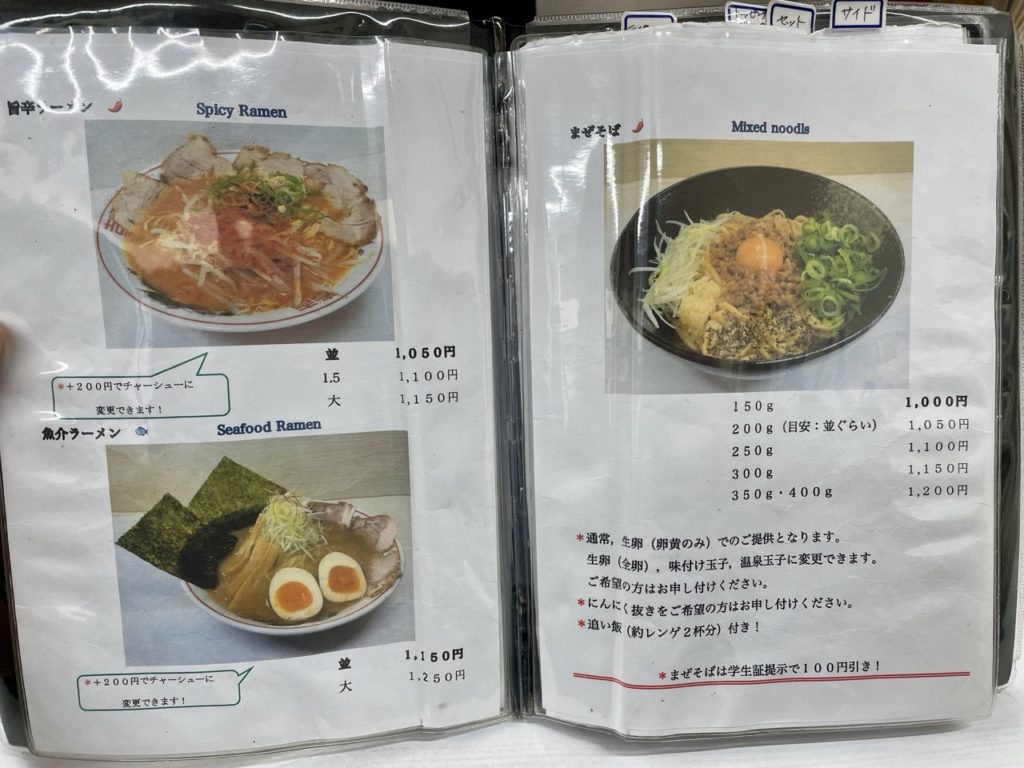 セット
サイド
旨辛ラーメン
Spicy Ramen
並 1,050円
1.5 1,100円
大 1,150円
*+200円でチャーシューに
変更できます!
魚介ラーメン
Seafood Ramen
並 1,150円
大 1,250円
*+200円でチャーシューに
変更できます!
まぜそば
Mixed noodls
150g 1,000円
200g(目安:並ぐらい) 1,050円
250g 1,100円
300g 1,150円
350g・400g 1,200円
*通常,生卵(卵黄のみ)でのご提供となります。
生卵(全卵),味付け玉子,温泉玉子に変更できます。
ご希望の方はお申し付けください。
*にんにく抜きをご希望の方はお申し付けください。
*追い飯(約レンゲ2杯分)付き!
*まぜそばは学生証提示で100円引き!